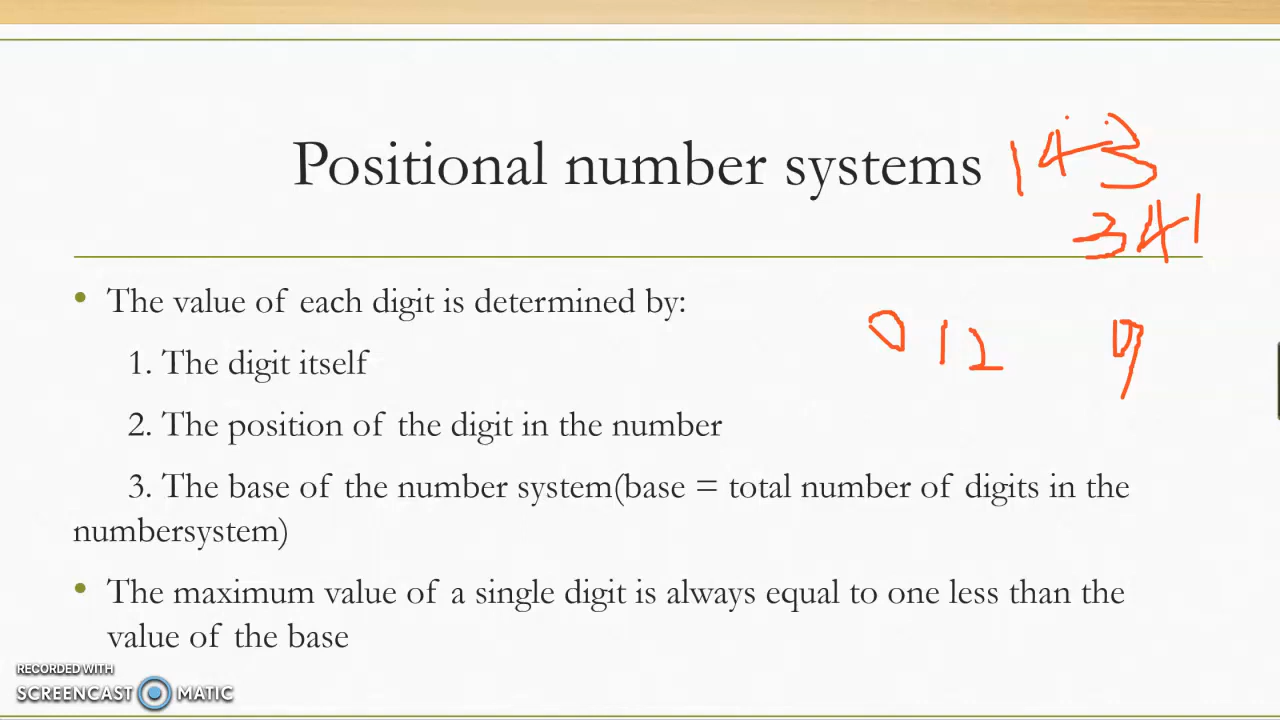 Positional number systems
143
341
• The value of each digit is determined by:
0 1 2 9
1. The digit itself
2. The position of the digit in the number
3. The base of the number system(base = total number of digits in the
numbersystem)
• The maximum value of a single digit is always equal to one less than the
value of the base
RECORDED WITH
SCREENCAST MATIC